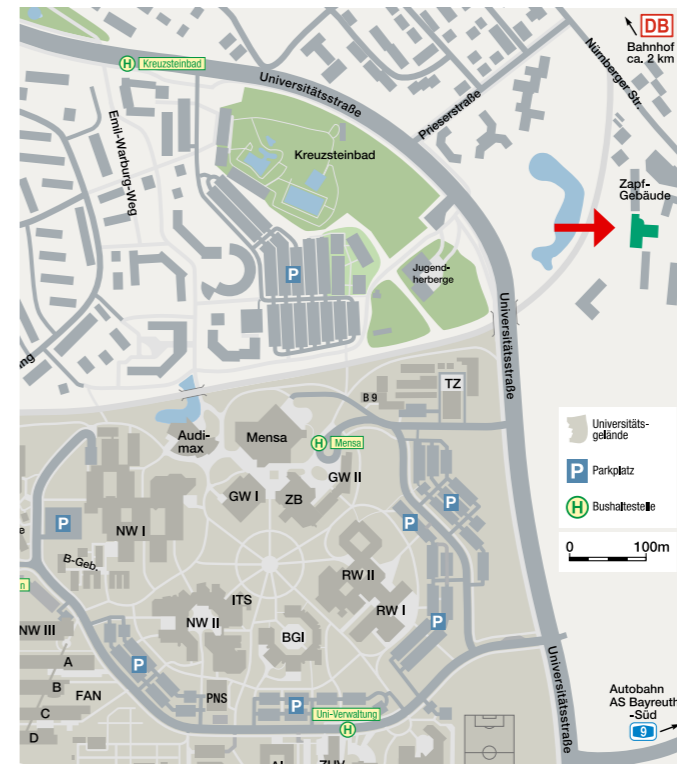 DB
Bahnhof
ca. 2 km
H Kreuzsteinbad
Universitätsstraße
Nürnberger Str.
Prieserstraße
Emil-Warburg-Weg
Kreuzsteinbad
Zapf-
Gebäude
P
Jugend-
herberge
Universitätsstraße
ng
B 9
TZ
Audi-
max
Mensa
H Mensa
Universitäts-
gelände
P Parkplatz
H Bushaltestelle
GW II
GW I
ZB
P
P
P
NW I
0 100m
B-Geb.
e
n
RW II
ITS
RW I
NW II
BGI
P
NW III
A
B
C
D
FAN
P
PNS
P
Uni-Verwaltung
H
Universitätsstraße
Autobahn
AS Bayreuth
-Süd
9